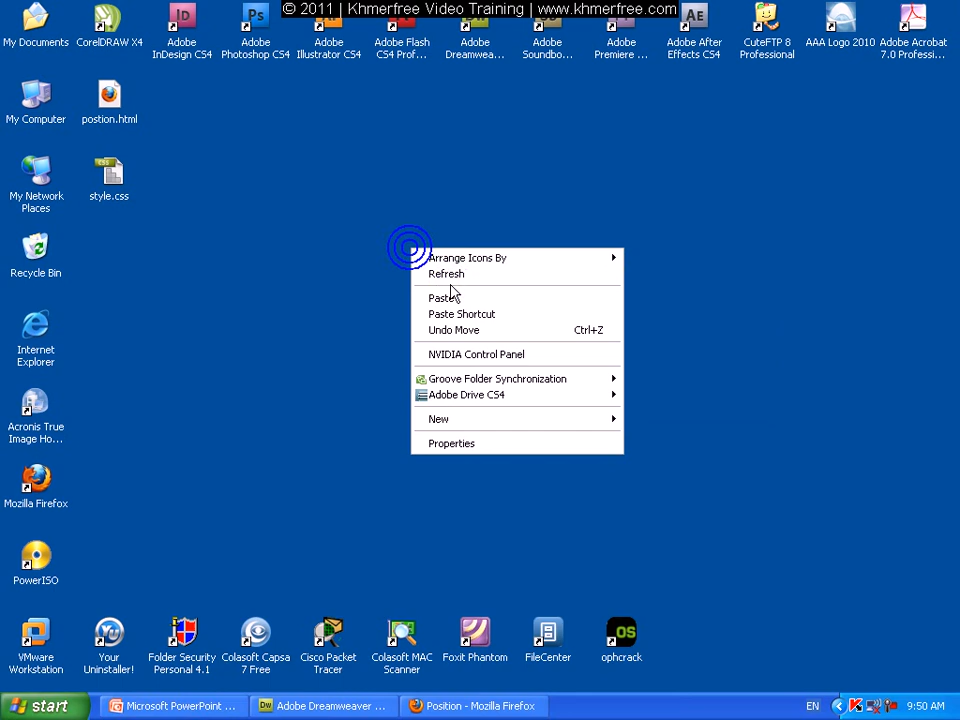 © 2011 | Khmerfree Video Training | www.khmerfree.com
My Documents
CorelDRAW X4
Adobe
InDesign CS4
Adobe
Photoshop CS4
Adobe
Illustrator CS4
Adobe Flash
CS4 Prof...
Adobe
Dreamwea...
Adobe
Soundbo...
Adobe
Premiere ...
Adobe After
Effects CS4
CuteFTP 8
Professional
AAA Logo 2010
Adobe Acrobat
7.0 Professi...
My Computer
postion.html
My Network
Places
style.css
Recycle Bin
Internet
Explorer
Acronis True
Image Ho...
Mozilla Firefox
PowerISO
Arrange Icons By
Refresh
Paste
Paste Shortcut
Undo Move Ctrl+Z
NVIDIA Control Panel
Groove Folder Synchronization
Adobe Drive CS4
New
Properties
VMware
Workstation
Your
Uninstaller!
Folder Security
Personal 4.1
Colasoft Capsa
7 Free
Cisco Packet
Tracer
Colasoft MAC
Scanner
Foxit Phantom
FileCenter
ophcrack
start
Microsoft PowerPoint ...
Adobe Dreamweaver ...
Position - Mozilla Firefox
EN
9:50 AM